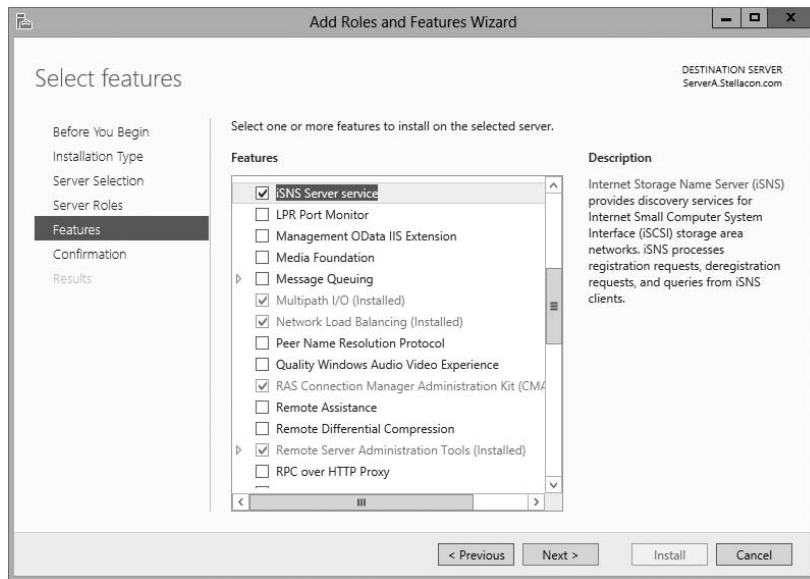 Add Roles and Features Wizard
Select features
DESTINATION SERVER
ServerA.Stellacon.com
Before You Begin
Installation Type
Server Selection
Server Roles
Features
Confirmation
Results
Select one or more features to install on the selected server.
Features
iSNS Server service
LPR Port Monitor
Management OData IIS Extension
Media Foundation
Message Queuing
Multipath I/O (Installed)
Network Load Balancing (Installed)
Peer Name Resolution Protocol
Quality Windows Audio Video Experience
RAS Connection Manager Administration Kit (CMA
Remote Assistance
Remote Differential Compression
Remote Server Administration Tools (Installed)
RPC over HTTP Proxy
Description
Internet Storage Name Server (iSNS)
provides discovery services for
Internet Small Computer System
Interface (iSCSI) storage area
networks. iSNS processes
registration requests, deregistration
requests, and queries from iSNS
clients.
< Previous
Next >
Install
Cancel